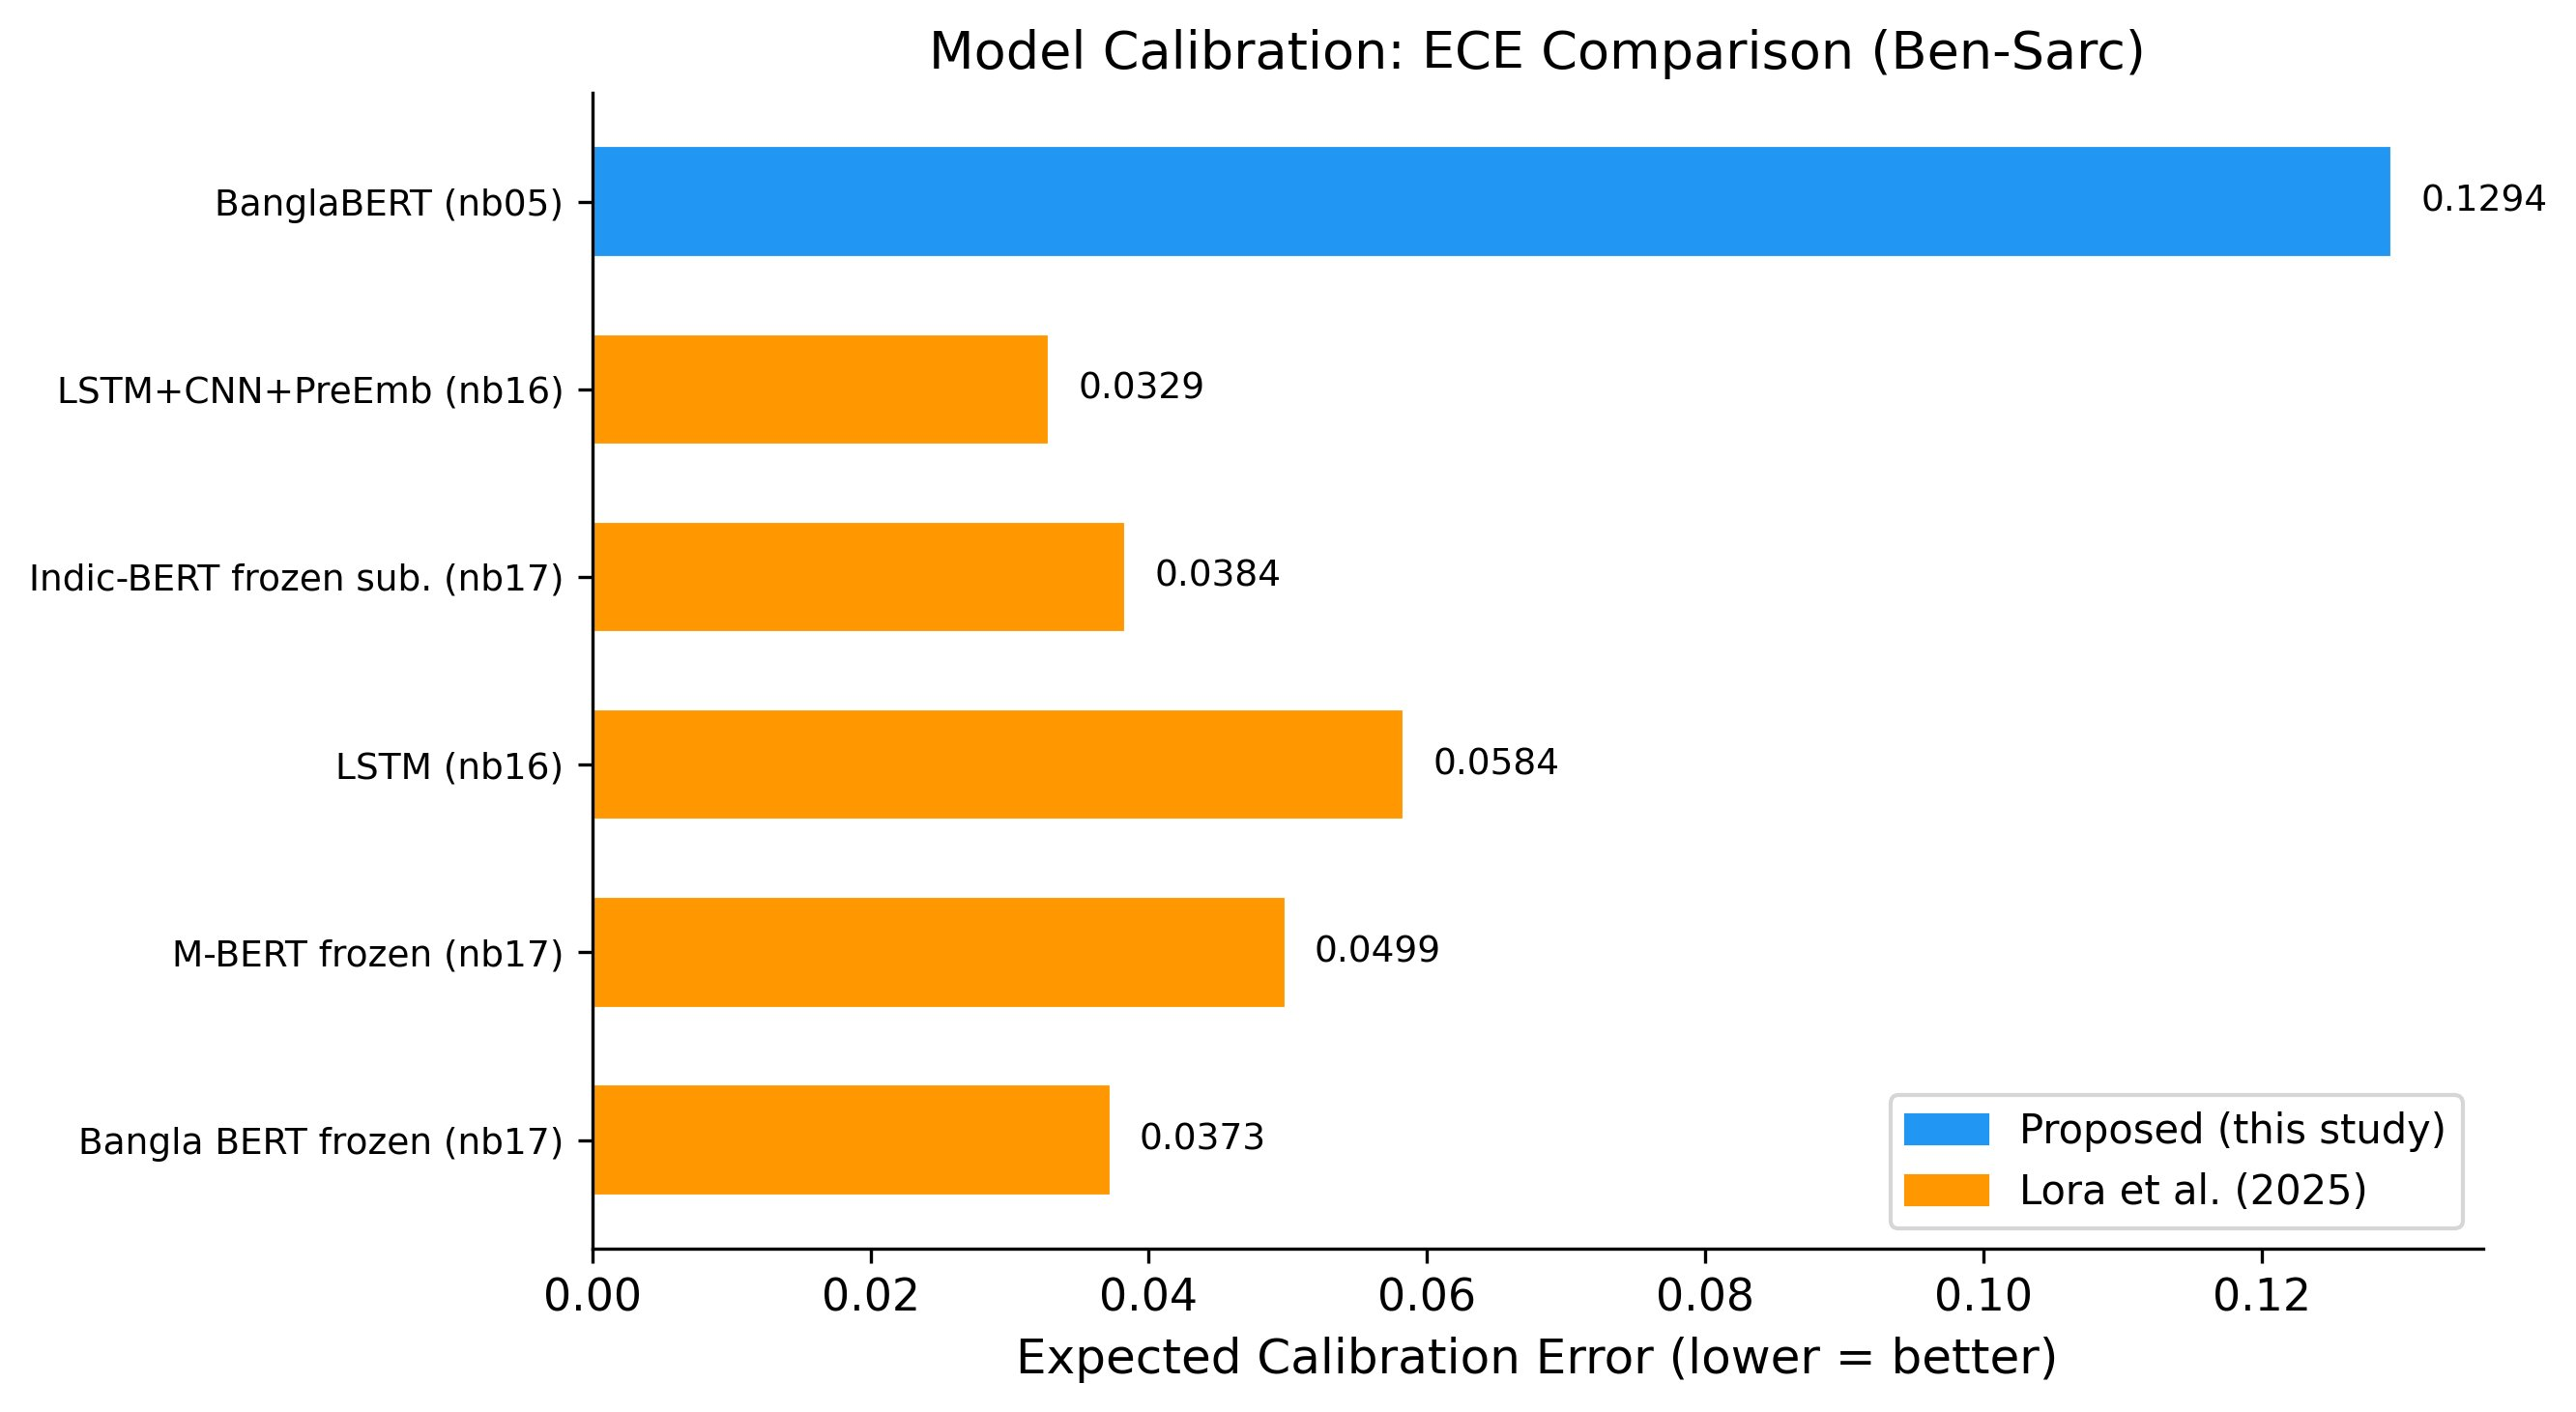 Model Calibration: ECE Comparison (Ben-Sarc)
BanglaBERT (nb05)
0.1294
LSTM+CNN+PreEmb (nb16)
0.0329
Indic-BERT frozen sub. (nb17)
0.0384
LSTM (nb16)
0.0584
M-BERT frozen (nb17)
0.0499
Bangla BERT frozen (nb17)
0.0373
Proposed (this study)
Lora et al. (2025)
0.00 0.02 0.04 0.06 0.08 0.10 0.12
Expected Calibration Error (lower = better)